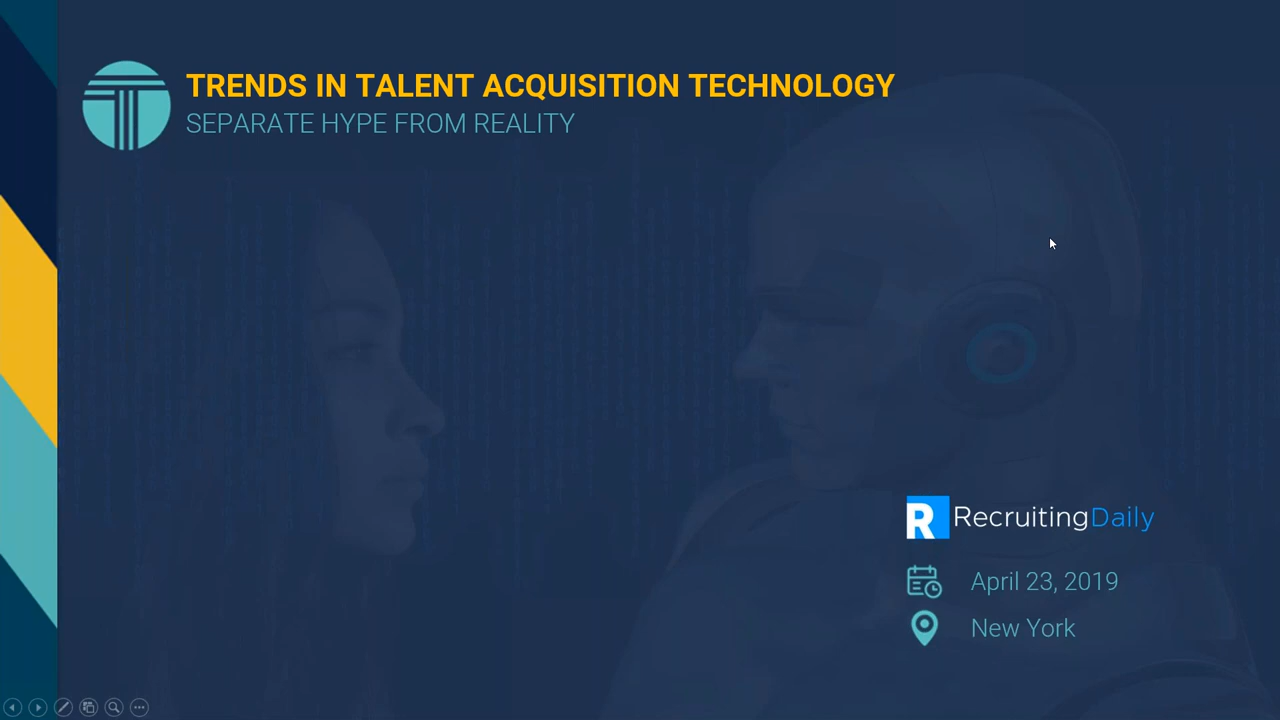 TRENDS IN TALENT ACQUISITION TECHNOLOGY
SEPARATE HYPE FROM REALITY
R RecruitingDaily
April 23, 2019
New York